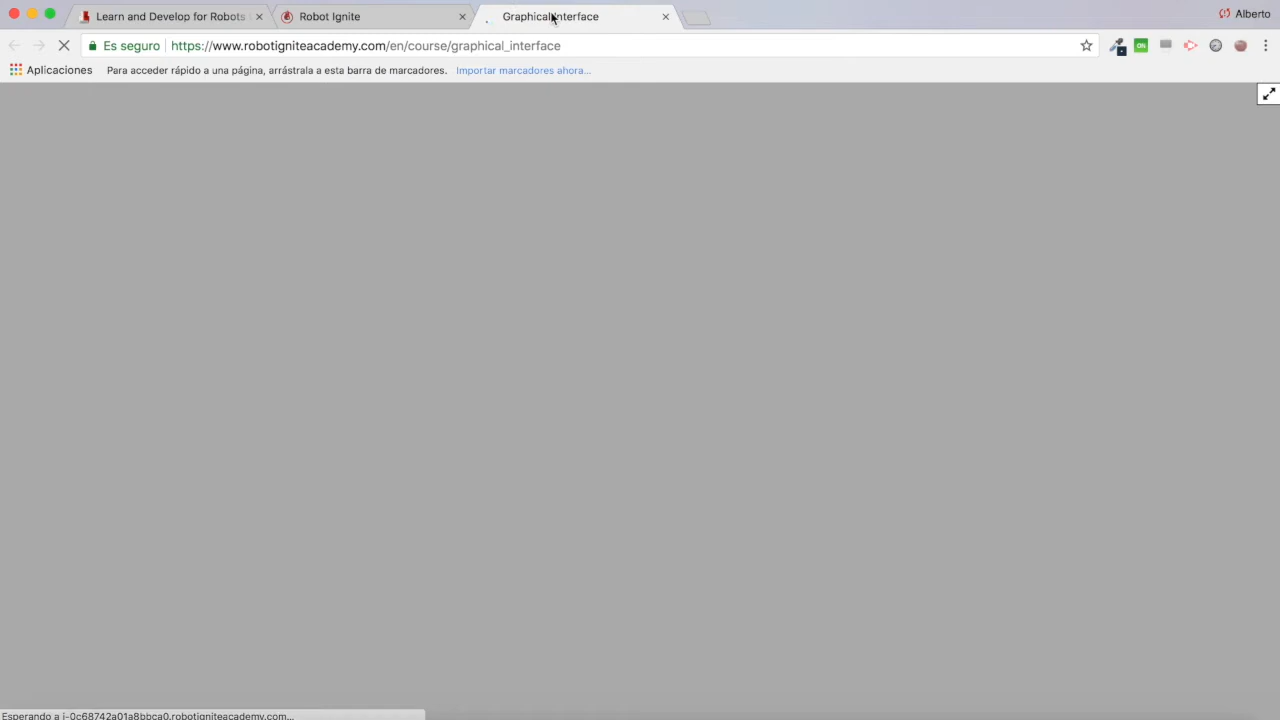 Learn and Develop for Robots
Robot Ignite
Graphical Interface
Alberto
Es seguro
https://www.robotigniteacademy.com/en/course/graphical_interface
ON
Aplicaciones
Para acceder rápido a una página, arrástrala a esta barra de marcadores.
Importar marcadores ahora...
Esperando a i-0c68742a01a8bbca0.robotigniteacademy.com...